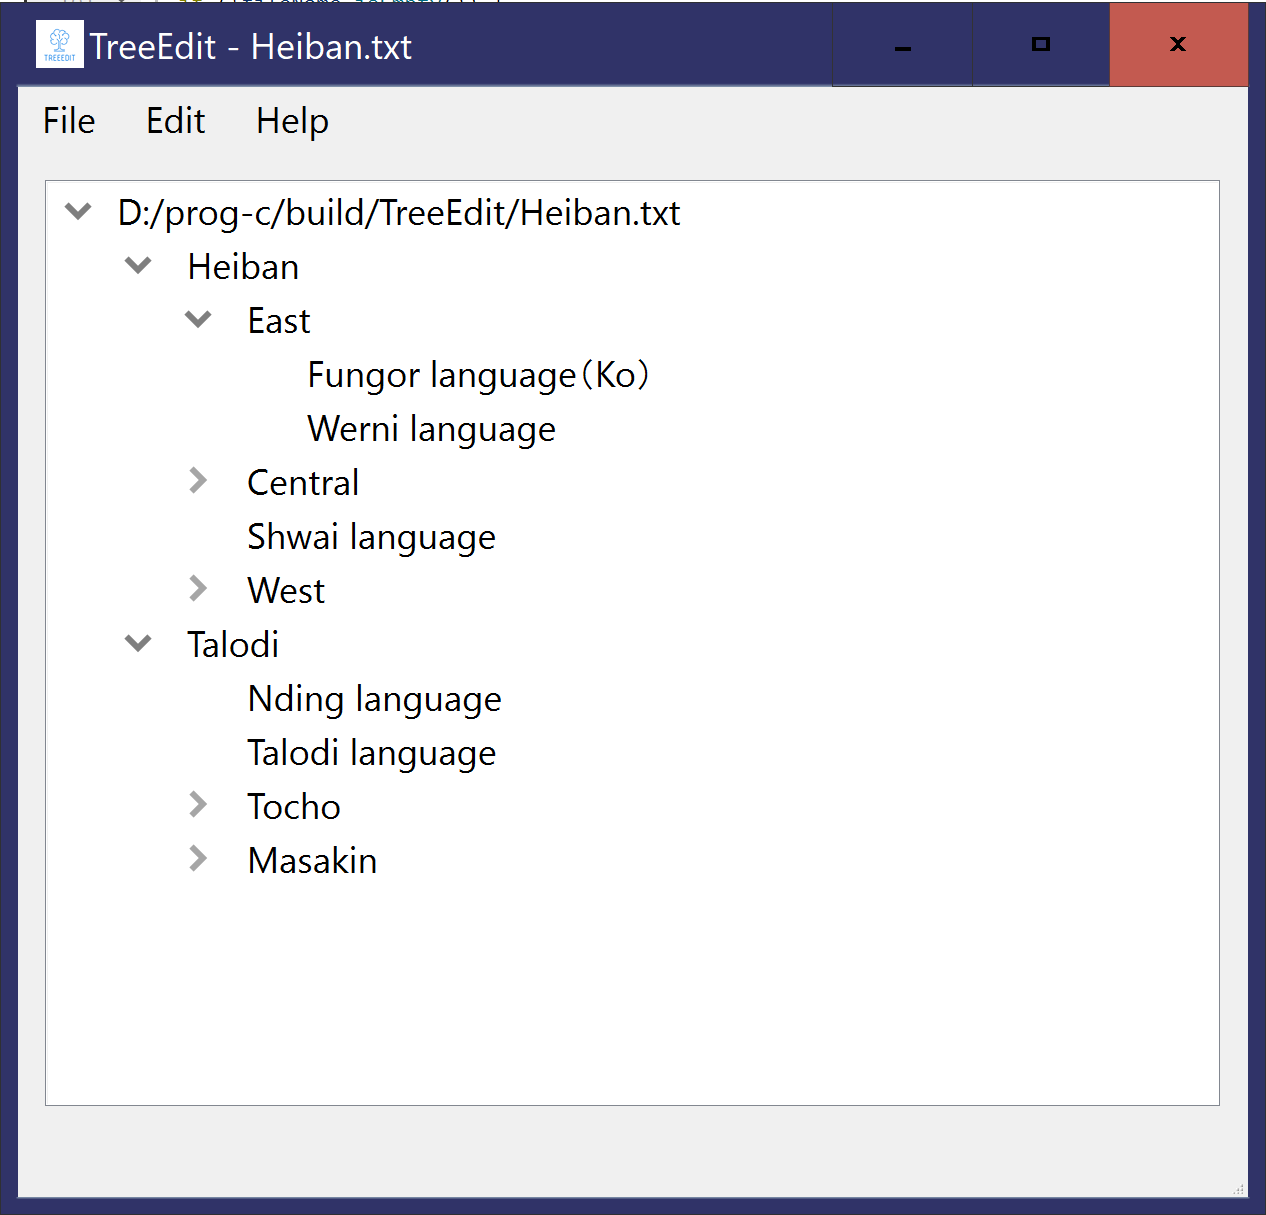 TREEEDIT
TreeEdit - Heiban.txt
File Edit Help
D:/prog-c/build/TreeEdit/Heiban.txt
Heiban
East
Fungor language（Ko）
Werni language
Central
Shwai language
West
Talodi
Nding language
Talodi language
Tocho
Masakin